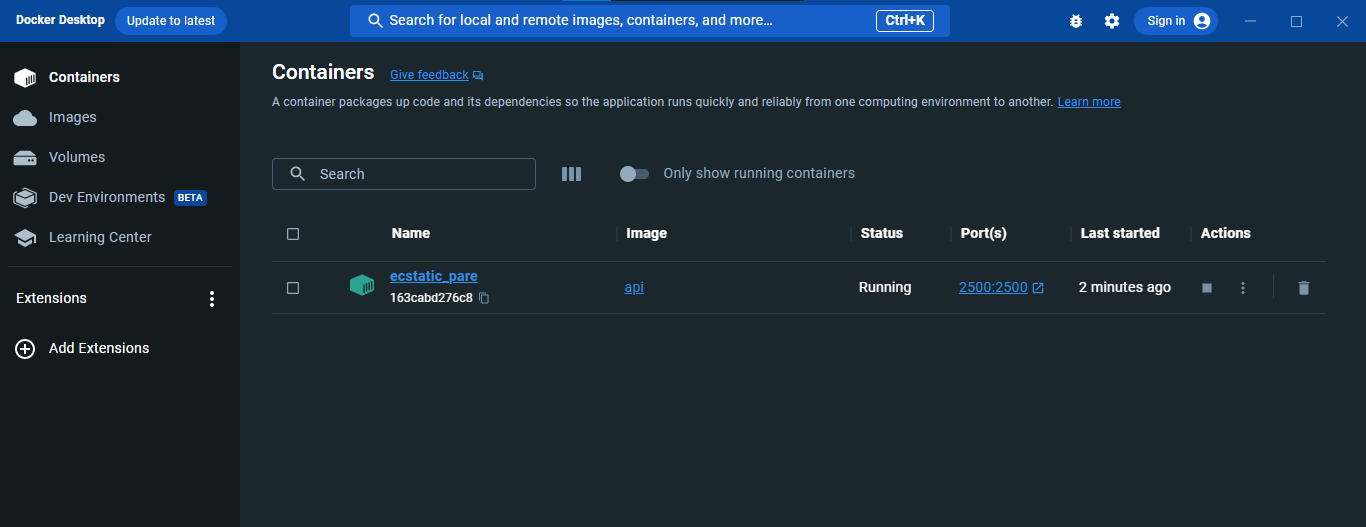 Docker Desktop Update to latest Search for local and remote images, containers, and more... Ctrl+K Sign in
Containers
Images
Volumes
Dev Environments BETA
Learning Center
Extensions
Add Extensions
Containers Give feedback
A container packages up code and its dependencies so the application runs quickly and reliably from one computing environment to another. Learn more
Search Only show running containers
Name Image Status Port(s) Last started Actions
ecstatic_pare api Running 2500:2500 2 minutes ago
163cabd276c8